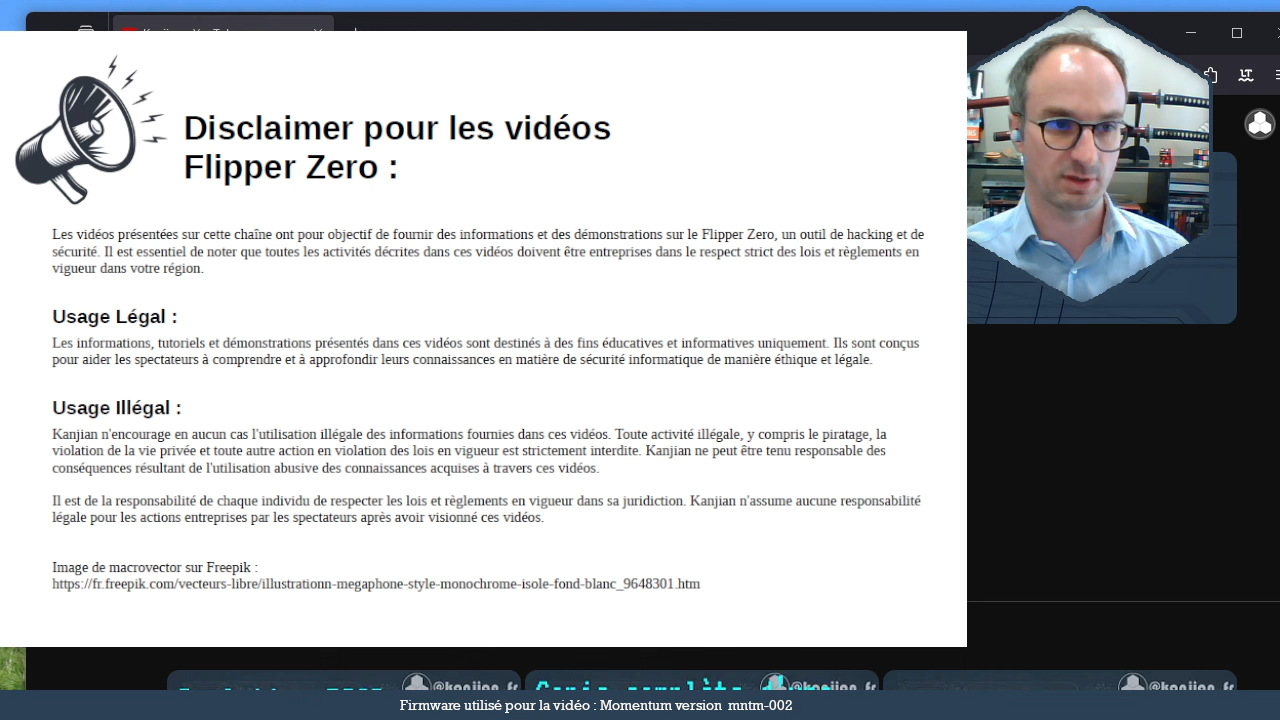 Disclaimer pour les vidéos
Flipper Zero :
Les vidéos présentées sur cette chaîne ont pour objectif de fournir des informations et des démonstrations sur le Flipper Zero, un outil de hacking et de
sécurité. Il est essentiel de noter que toutes les activités décrites dans ces vidéos doivent être entreprises dans le respect strict des lois et règlements en
vigueur dans votre région.
Usage Légal :
Les informations, tutoriels et démonstrations présentés dans ces vidéos sont destinés à des fins éducatives et informatives uniquement. Ils sont conçus
pour aider les spectateurs à comprendre et à approfondir leurs connaissances en matière de sécurité informatique de manière éthique et légale.
Usage Illégal :
Kanjian n'encourage en aucun cas l'utilisation illégale des informations fournies dans ces vidéos. Toute activité illégale, y compris le piratage, la
violation de la vie privée et toute autre action en violation des lois en vigueur est strictement interdite. Kanjian ne peut être tenu responsable des
conséquences résultant de l'utilisation abusive des connaissances acquises à travers ces vidéos.
Il est de la responsabilité de chaque individu de respecter les lois et règlements en vigueur dans sa juridiction. Kanjian n'assume aucune responsabilité
légale pour les actions entreprises par les spectateurs après avoir visionné ces vidéos.
Image de macrovector sur Freepik :
https://fr.freepik.com/vecteurs-libre/illustrationn-megaphone-style-monochrome-isole-fond-blanc_9648301.htm
LT
@kanjian_fr @kanjian_fr @kanjian_fr
Firmware utilisé pour la vidéo : Momentum version mntm-002